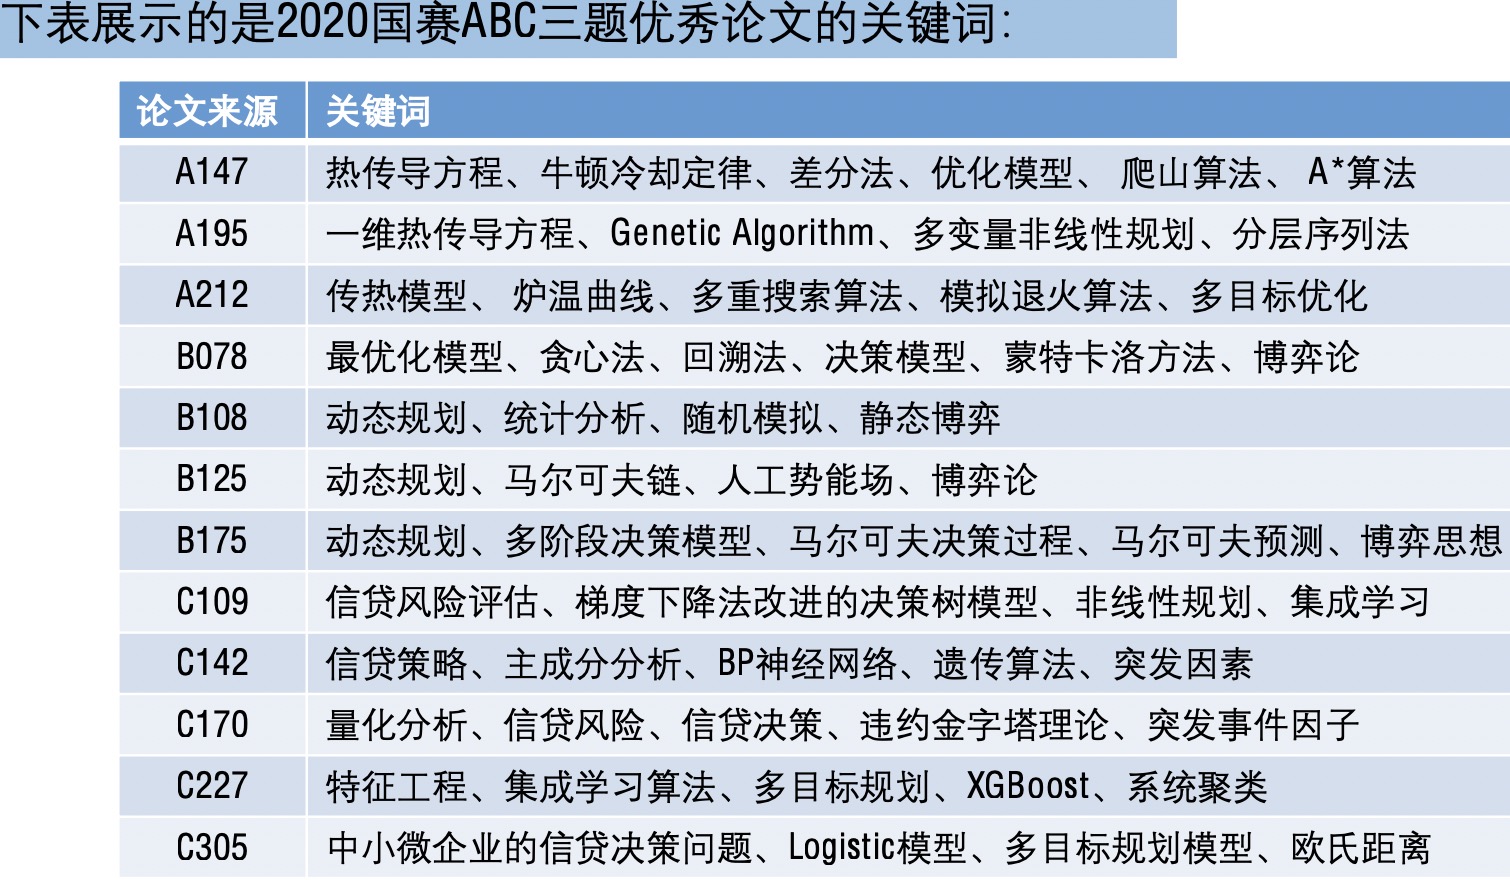 下表展示的是2020国赛ABC三题优秀论文的关键词：
论文来源 关键词
A147 热传导方程、牛顿冷却定律、差分法、优化模型、 爬山算法、 A*算法
A195 一维热传导方程、Genetic Algorithm、多变量非线性规划、分层序列法
A212 传热模型、 炉温曲线、多重搜索算法、模拟退火算法、多目标优化
B078 最优化模型、贪心法、回溯法、决策模型、蒙特卡洛方法、博弈论
B108 动态规划、统计分析、随机模拟、静态博弈
B125 动态规划、马尔可夫链、人工势能场、博弈论
B175 动态规划、多阶段决策模型、马尔可夫决策过程、马尔可夫预测、博弈思想
C109 信贷风险评估、梯度下降法改进的决策树模型、非线性规划、集成学习
C142 信贷策略、主成分分析、BP神经网络、遗传算法、突发因素
C170 量化分析、信贷风险、信贷决策、违约金字塔理论、突发事件因子
C227 特征工程、集成学习算法、多目标规划、XGBoost、系统聚类
C305 中小微企业的信贷决策问题、Logistic模型、多目标规划模型、欧氏距离